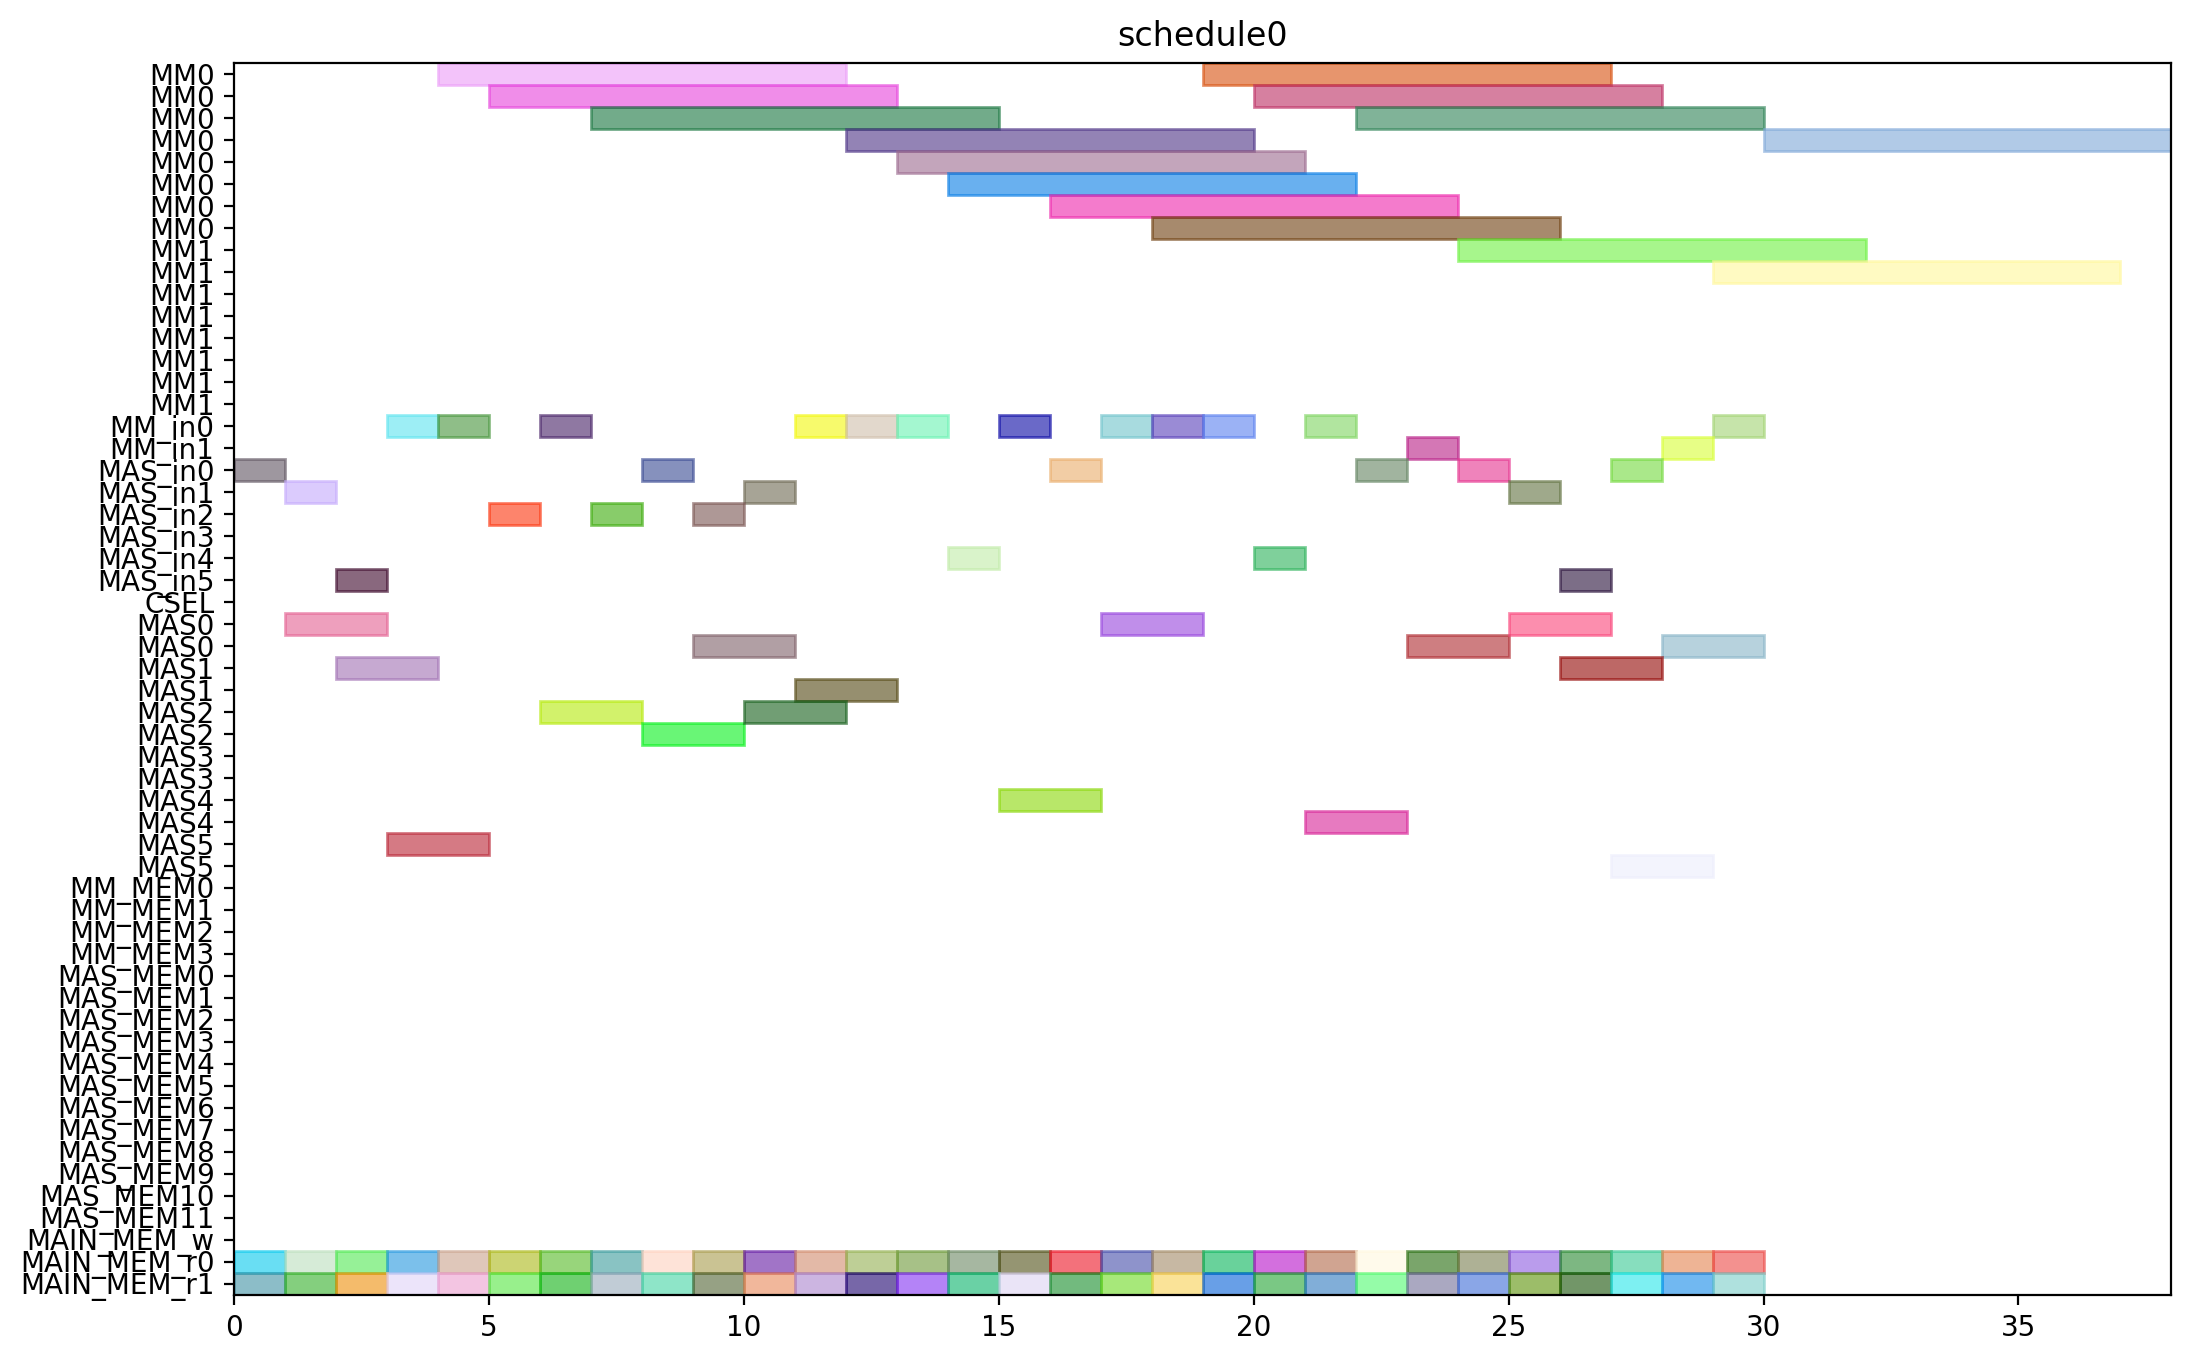 schedule0
MM0
MM0
MM0
MM0
MM0
MM0
MM0
MM0
MM1
MM1
MM1
MM1
MM1
MM1
MM1
MM1
MM_in0
MM_in1
MAS_in0
MAS_in1
MAS_in2
MAS_in3
MAS_in4
MAS_in5
CSEL
MAS0
MAS0
MAS1
MAS1
MAS2
MAS2
MAS3
MAS3
MAS4
MAS4
MAS5
MAS5
MM_MEM0
MM_MEM1
MM_MEM2
MM_MEM3
MAS_MEM0
MAS_MEM1
MAS_MEM2
MAS_MEM3
MAS_MEM4
MAS_MEM5
MAS_MEM6
MAS_MEM7
MAS_MEM8
MAS_MEM9
MAS_MEM10
MAS_MEM11
MAIN_MEM_w
MAIN_MEM_r0
MAIN_MEM_r1
0 5 10 15 20 25 30 35